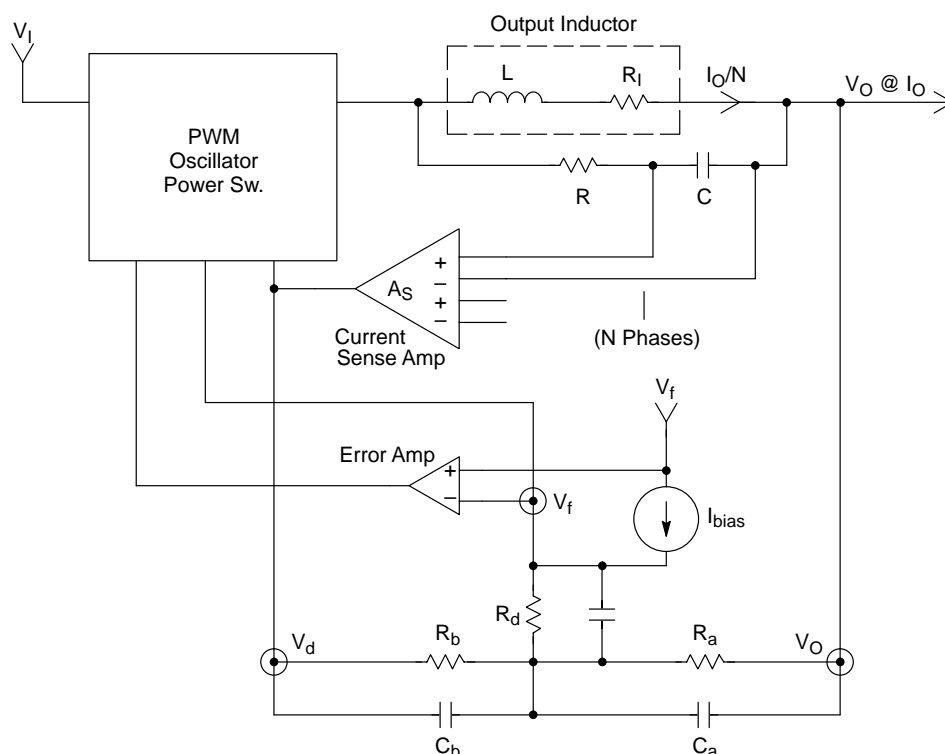 Output Inductor
V_I
L
R_l
I_O/N
V_O @ I_O
PWM
Oscillator
Power Sw.
R
C
+
−
A_S
+
−
Current
Sense Amp
(N Phases)
V_f
Error Amp
+
−
V_f
I_bias
R_d
V_d
R_b
R_a
V_O
C_b
C_a